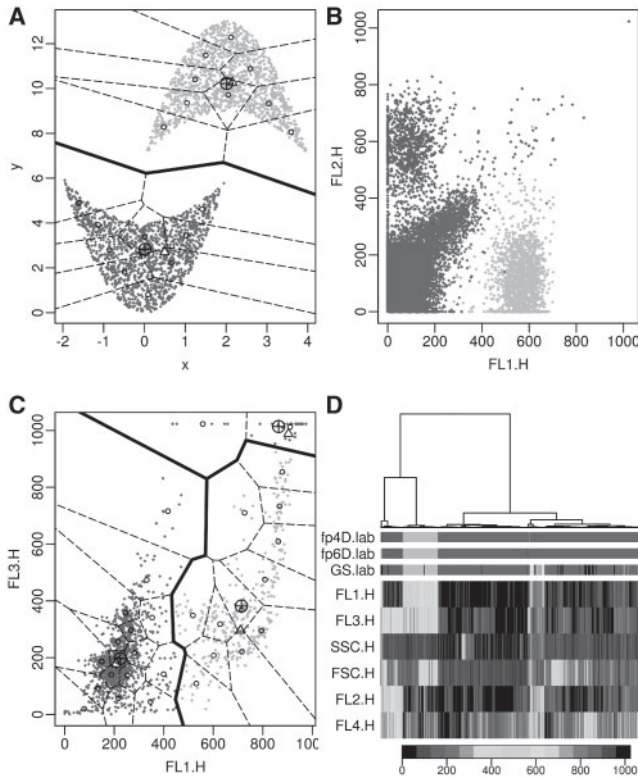 A
12
10
8
6
4
2
0
y
-2 -1 0 1 2 3 4
x
B
1000
800
600
400
200
0
FL2.H
0 200 400 600 800 1000
FL1.H
C
1000
800
600
400
200
0
FL3.H
0 200 400 600 800 100
FL1.H
D
fp4D.lab
fp6D.lab
GS.lab
FL1.H
FL3.H
SSC.H
FSC.H
FL2.H
FL4.H
0 200 400 600 800 1000